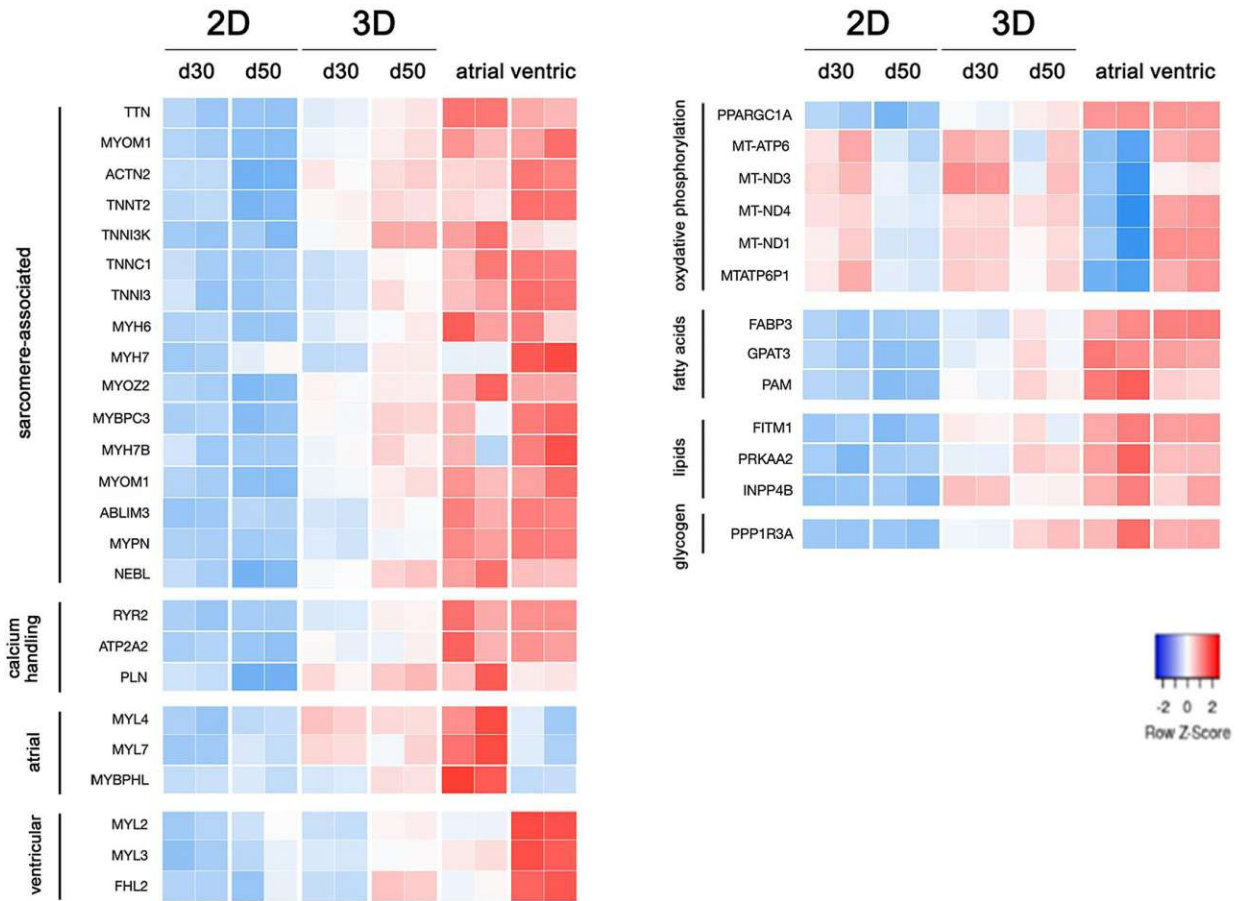 2D 3D
d30 d50 d30 d50 atrial ventric
sarcomere-associated
TTN
MYOM1
ACTN2
TNNT2
TNNI3K
TNNC1
TNNI3
MYH6
MYH7
MYOZ2
MYBPC3
MYH7B
MYOM1
ABLIM3
MYPN
NEBL
calcium
handling
RYR2
ATP2A2
PLN
atrial
MYL4
MYL7
MYBPHL
ventricular
MYL2
MYL3
FHL2
2D 3D
d30 d50 d30 d50 atrial ventric
oxydative phosphorylation
PPARGC1A
MT-ATP6
MT-ND3
MT-ND4
MT-ND1
MTATP6P1
fatty acids
FABP3
GPAT3
PAM
lipids
FITM1
PRKAA2
INPP4B
glycogen
PPP1R3A
-2 0 2
Row Z-Score